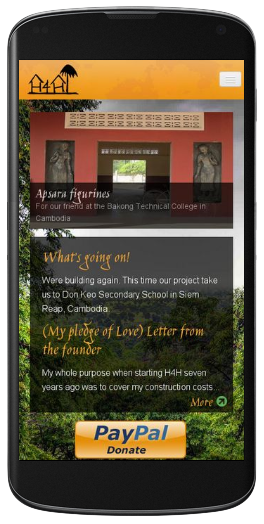 H4H
Apsara figurines
For our friend at the Bakong Technical College in
Cambodia
What's going on!
Were building again. This time our project take
us to Don Keo Secondary School in Siem
Reap, Cambodia.
(My pledge of Love) Letter from
the founder
My whole purpose when starting H4H seven
years ago was to cover my construction costs...
More
PayPal
Donate